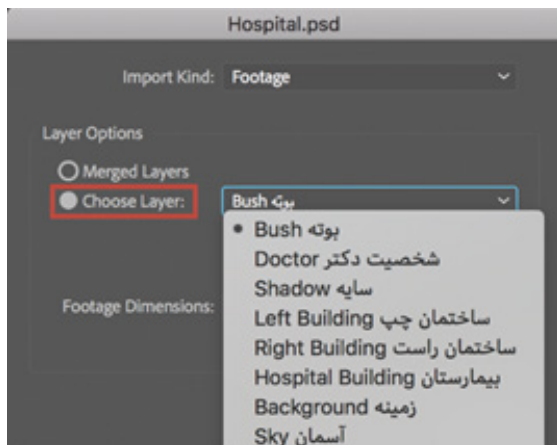 Hospital.psd
Import Kind: Footage
Layer Options
Merged Layers
Choose Layer: Bush بوته
Bush بوته
Doctor شخصیت دکتر
Shadow سایه
Footage Dimensions:
Left Building ساختمان چپ
Right Building ساختمان راست
Hospital Building بیمارستان
Background زمینه
Sky آسمان